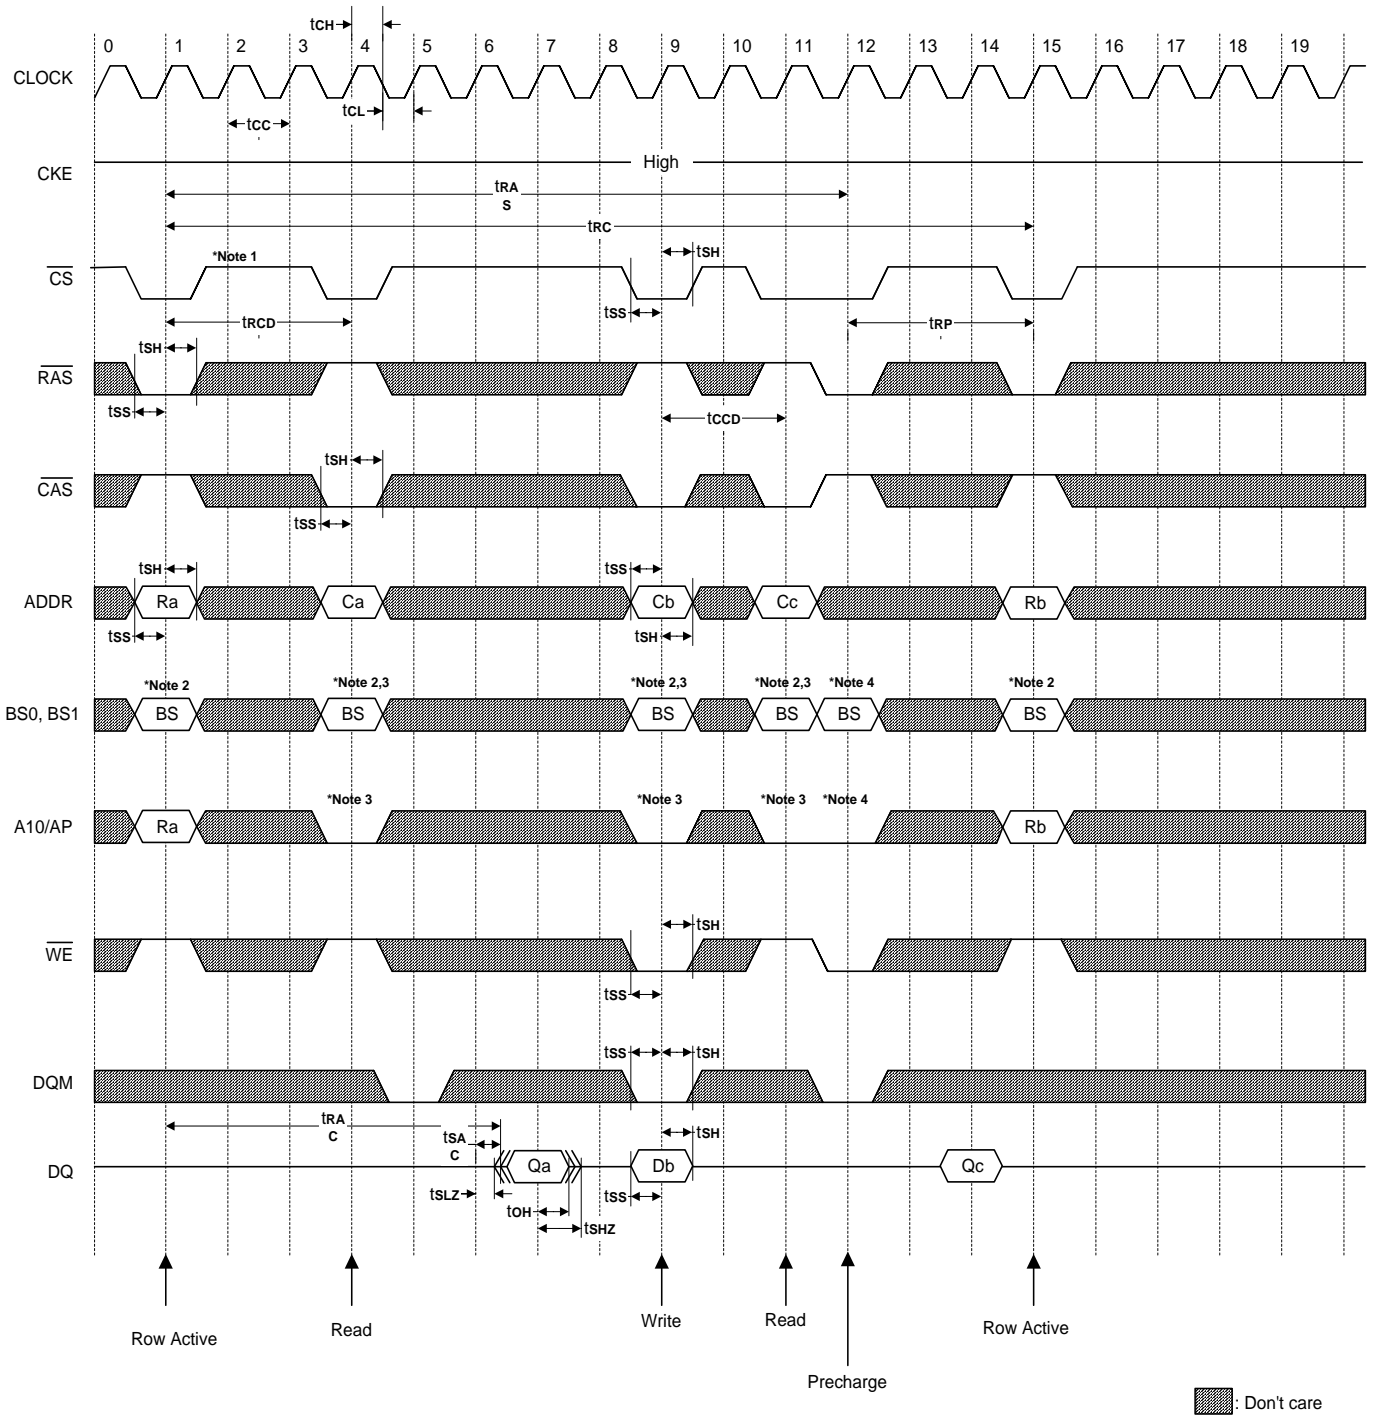 tCH
0 1 2 3 4 5 6 7 8 9 10 11 12 13 14 15 16 17 18 19
CLOCK
tCL
tCC
High
CKE
tRA
S
tRC
*Note 1
tSH
CS
tSS
tRCD
tRP
tSH
RAS
tSS
tCCD
tSH
CAS
tSS
tSH
tSS
ADDR Ra Ca Cb Cc Rb
tSS
tSH
*Note 2 *Note 2,3 *Note 2,3 *Note 2,3 *Note 4 *Note 2
BS0, BS1 BS BS BS BS BS BS
*Note 3 *Note 3 *Note 3 *Note 4
A10/AP Ra Rb
tSH
WE
tSS
tSS tSH
DQM
tRA
C
tSA
C
tSH
DQ Qa Db Qc
tSLZ
tSS
tOH
tSHZ
Row Active
Read
Write
Read
Row Active
Precharge
: Don't care